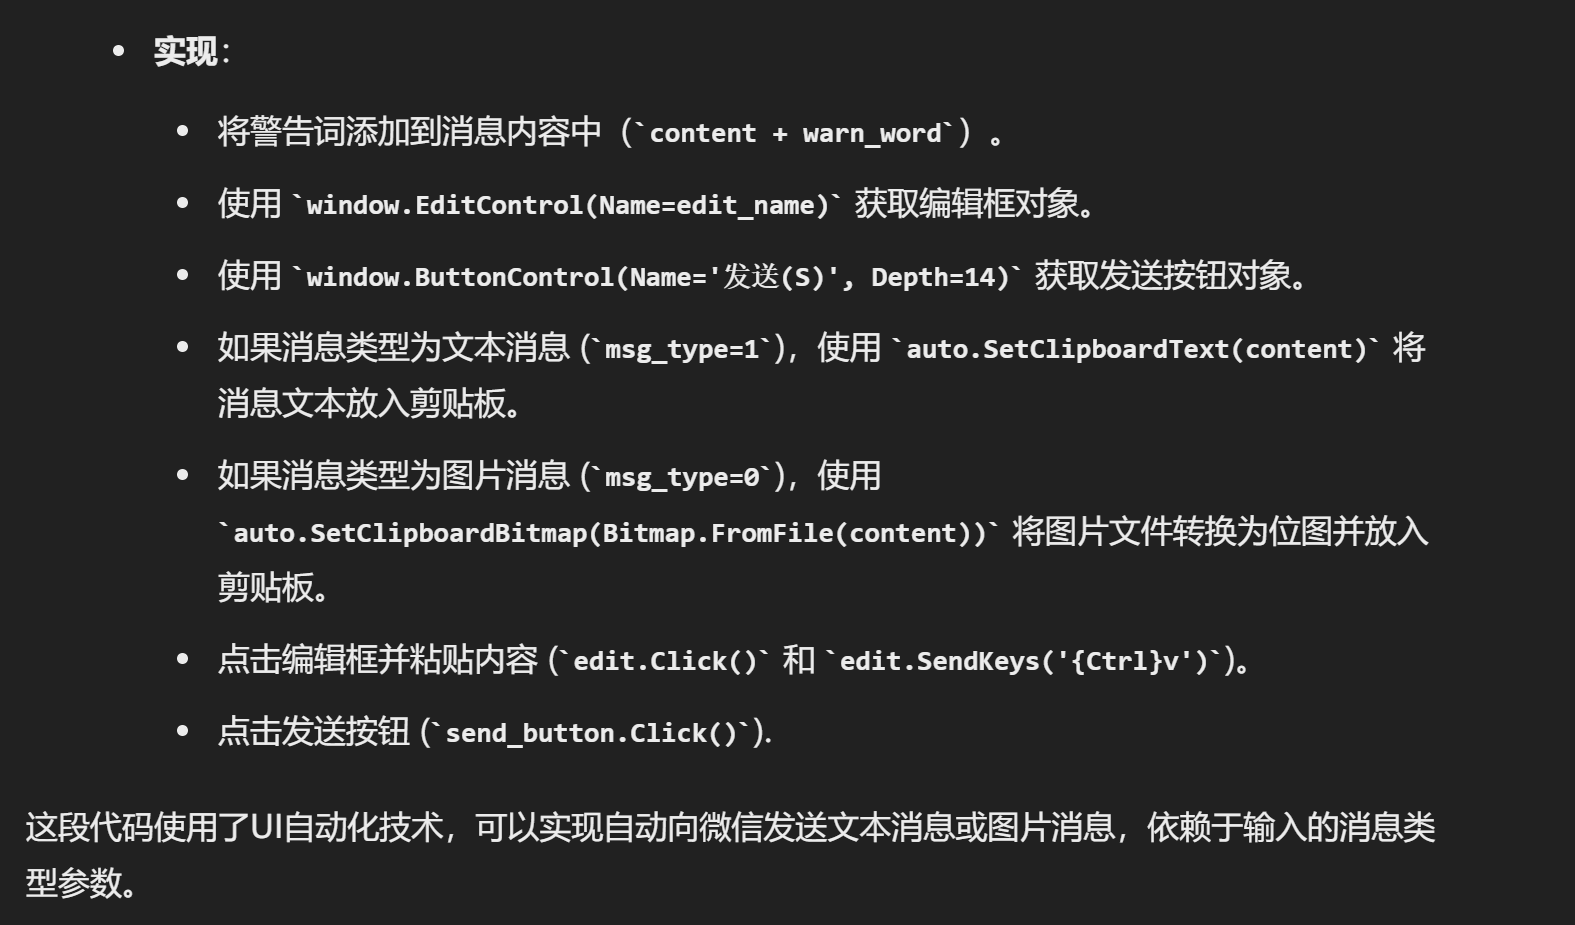 • 实现：
• 将警告词添加到消息内容中（`content + warn_word`）。
• 使用 `window.EditControl(Name=edit_name)` 获取编辑框对象。
• 使用 `window.ButtonControl(Name='发送(S)', Depth=14)` 获取发送按钮对象。
• 如果消息类型为文本消息 (`msg_type=1`)，使用 `auto.SetClipboardText(content)` 将
消息文本放入剪贴板。
• 如果消息类型为图片消息 (`msg_type=0`)，使用
`auto.SetClipboardBitmap(Bitmap.FromFile(content))` 将图片文件转换为位图并放入
剪贴板。
• 点击编辑框并粘贴内容 (`edit.Click()` 和 `edit.SendKeys('{Ctrl}v')`)。
• 点击发送按钮 (`send_button.Click()`).
这段代码使用了UI自动化技术，可以实现自动向微信发送文本消息或图片消息，依赖于输入的消息类
型参数。